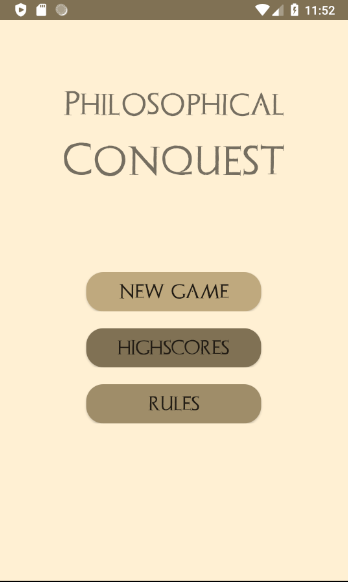 11:52
PHILOSOPHICAL
CONQUEST
NEW GAME
HIGHSCORES
RULES